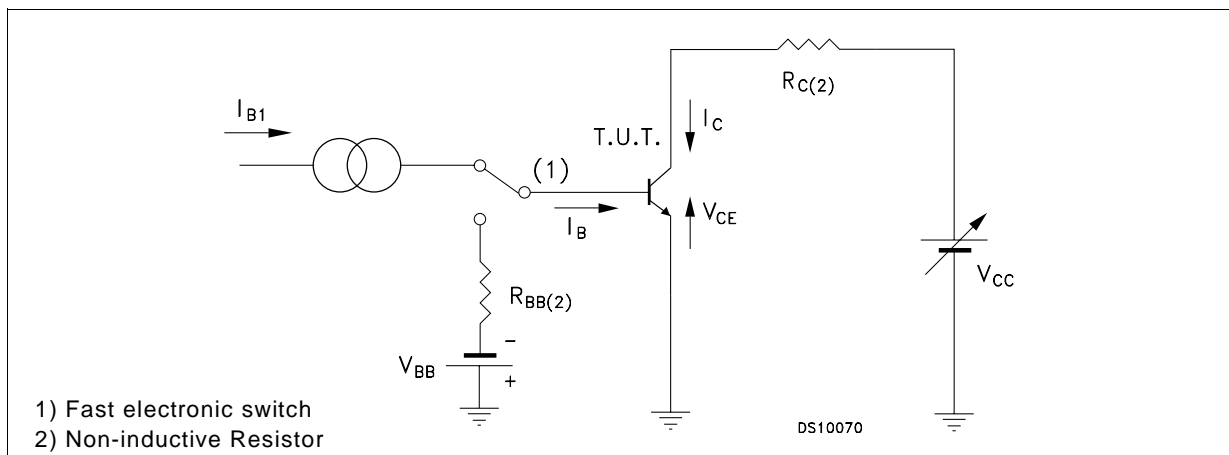 R_C(2)
I_B1
I_C
T.U.T.
(1)
I_B
V_CE
R_BB(2)
V_CC
-
V_BB
+
1) Fast electronic switch
2) Non-inductive Resistor
DS10070